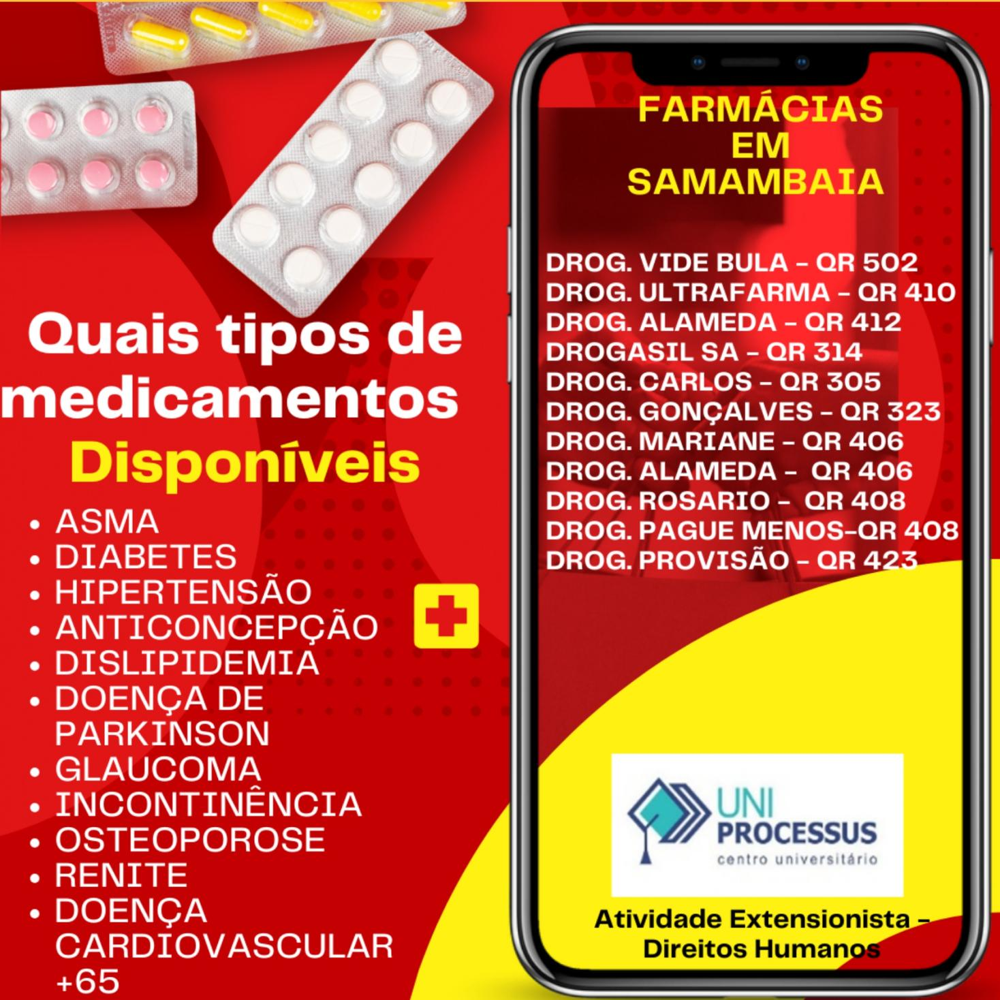 Quais tipos de
medicamentos
Disponíveis
• ASMA
• DIABETES
• HIPERTENSÃO
• ANTICONCEPÇÃO
• DISLIPIDEMIA
• DOENÇA DE
PARKINSON
• GLAUCOMA
• INCONTINÊNCIA
• OSTEOPOROSE
• RENITE
• DOENÇA
CARDIOVASCULAR
+65
FARMÁCIAS
EM
SAMAMBAIA
DROG. VIDE BULA – QR 502
DROG. ULTRAFARMA – QR 410
DROG. ALAMEDA – QR 412
DROGASIL SA – QR 314
DROG. CARLOS – QR 305
DROG. GONÇALVES – QR 323
DROG. MARIANE – QR 406
DROG. ALAMEDA – QR 406
DROG. ROSARIO – QR 408
DROG. PAGUE MENOS–QR 408
DROG. PROVISÃO – QR 423
UNI
PROCESSUS
centro universitário
Atividade Extensionista –
Direitos Humanos